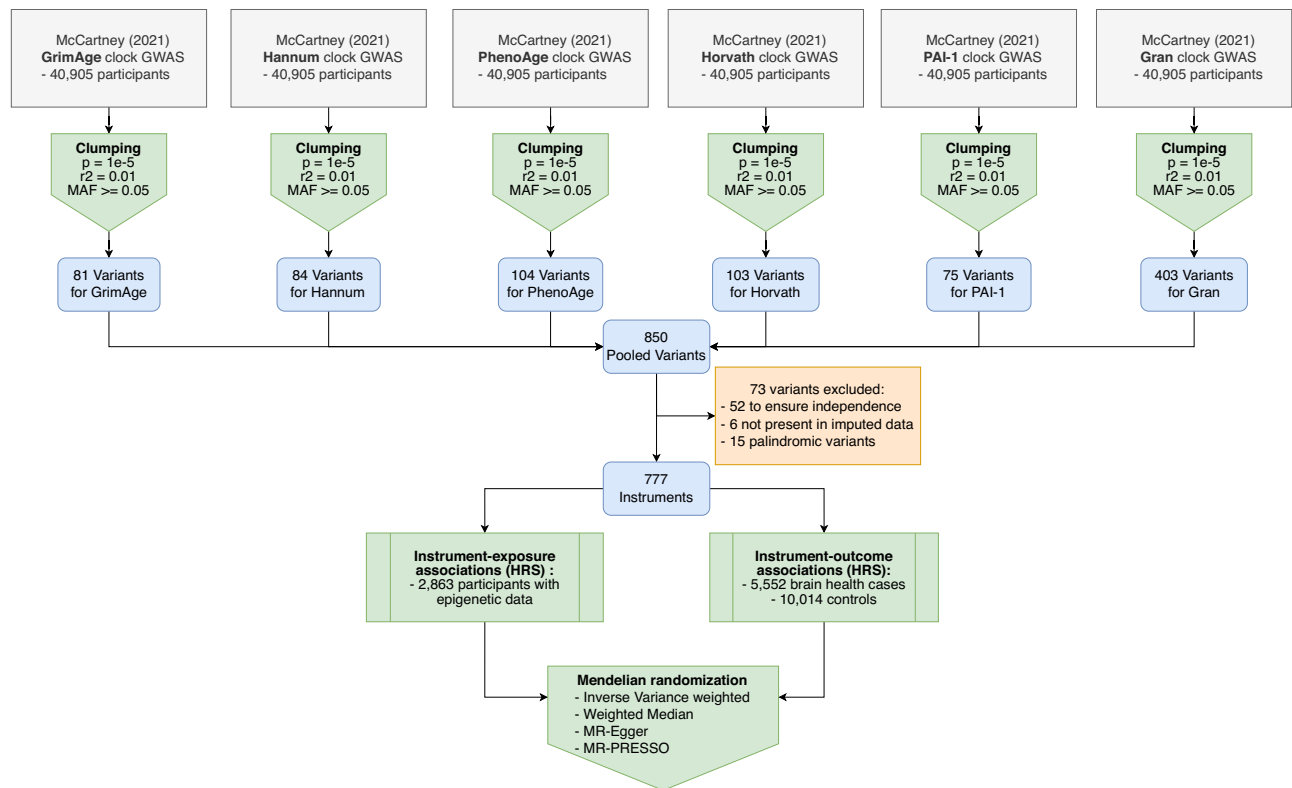 McCartney (2021)
GrimAge clock GWAS
- 40,905 participants
McCartney (2021)
Hannum clock GWAS
- 40,905 participants
McCartney (2021)
PhenoAge clock GWAS
- 40,905 participants
McCartney (2021)
Horvath clock GWAS
- 40,905 participants
McCartney (2021)
PAI-1 clock GWAS
- 40,905 participants
McCartney (2021)
Gran clock GWAS
- 40,905 participants
Clumping
p = 1e-5
r2 = 0.01
MAF >= 0.05
Clumping
p = 1e-5
r2 = 0.01
MAF >= 0.05
Clumping
p = 1e-5
r2 = 0.01
MAF >= 0.05
Clumping
p = 1e-5
r2 = 0.01
MAF >= 0.05
Clumping
p = 1e-5
r2 = 0.01
MAF >= 0.05
Clumping
p = 1e-5
r2 = 0.01
MAF >= 0.05
81 Variants
for GrimAge
84 Variants
for Hannum
104 Variants
for PhenoAge
103 Variants
for Horvath
75 Variants
for PAI-1
403 Variants
for Gran
850
Pooled Variants
73 variants excluded:
- 52 to ensure independence
- 6 not present in imputed data
- 15 palindromic variants
777
Instruments
Instrument-exposure
associations (HRS) :
- 2,863 participants with
epigenetic data
Instrument-outcome
associations (HRS):
- 5,552 brain health cases
- 10,014 controls
Mendelian randomization
- Inverse Variance weighted
- Weighted Median
- MR-Egger
- MR-PRESSO